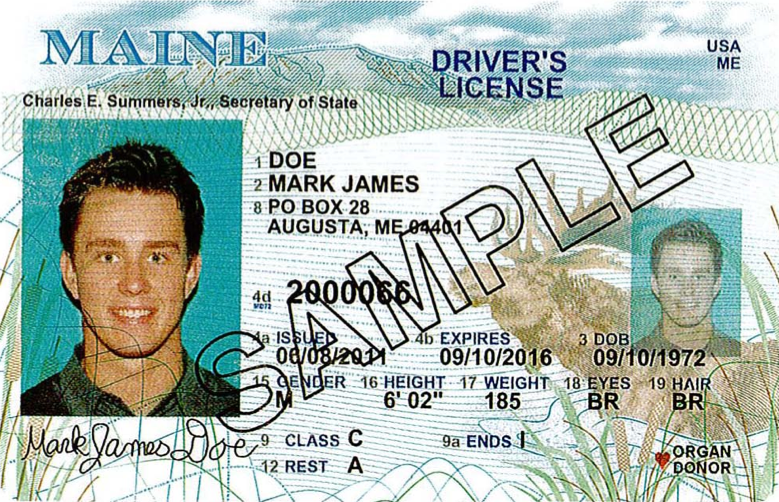 MAINE
DRIVER'S
LICENSE
USA
ME
Charles E. Summers, Jr., Secretary of State
1 DOE
2 MARK JAMES
8 PO BOX 28
AUGUSTA, ME 04401
4d 2000066
4a ISSUED 4b EXPIRES 3 DOB
06/08/2011 09/10/2016 09/10/1972
15 GENDER 16 HEIGHT 17 WEIGHT 18 EYES 19 HAIR
M 6' 02" 185 BR BR
Mark James Doe
9 CLASS C 9a ENDS I
12 REST A
ORGAN
DONOR
SAMPLE